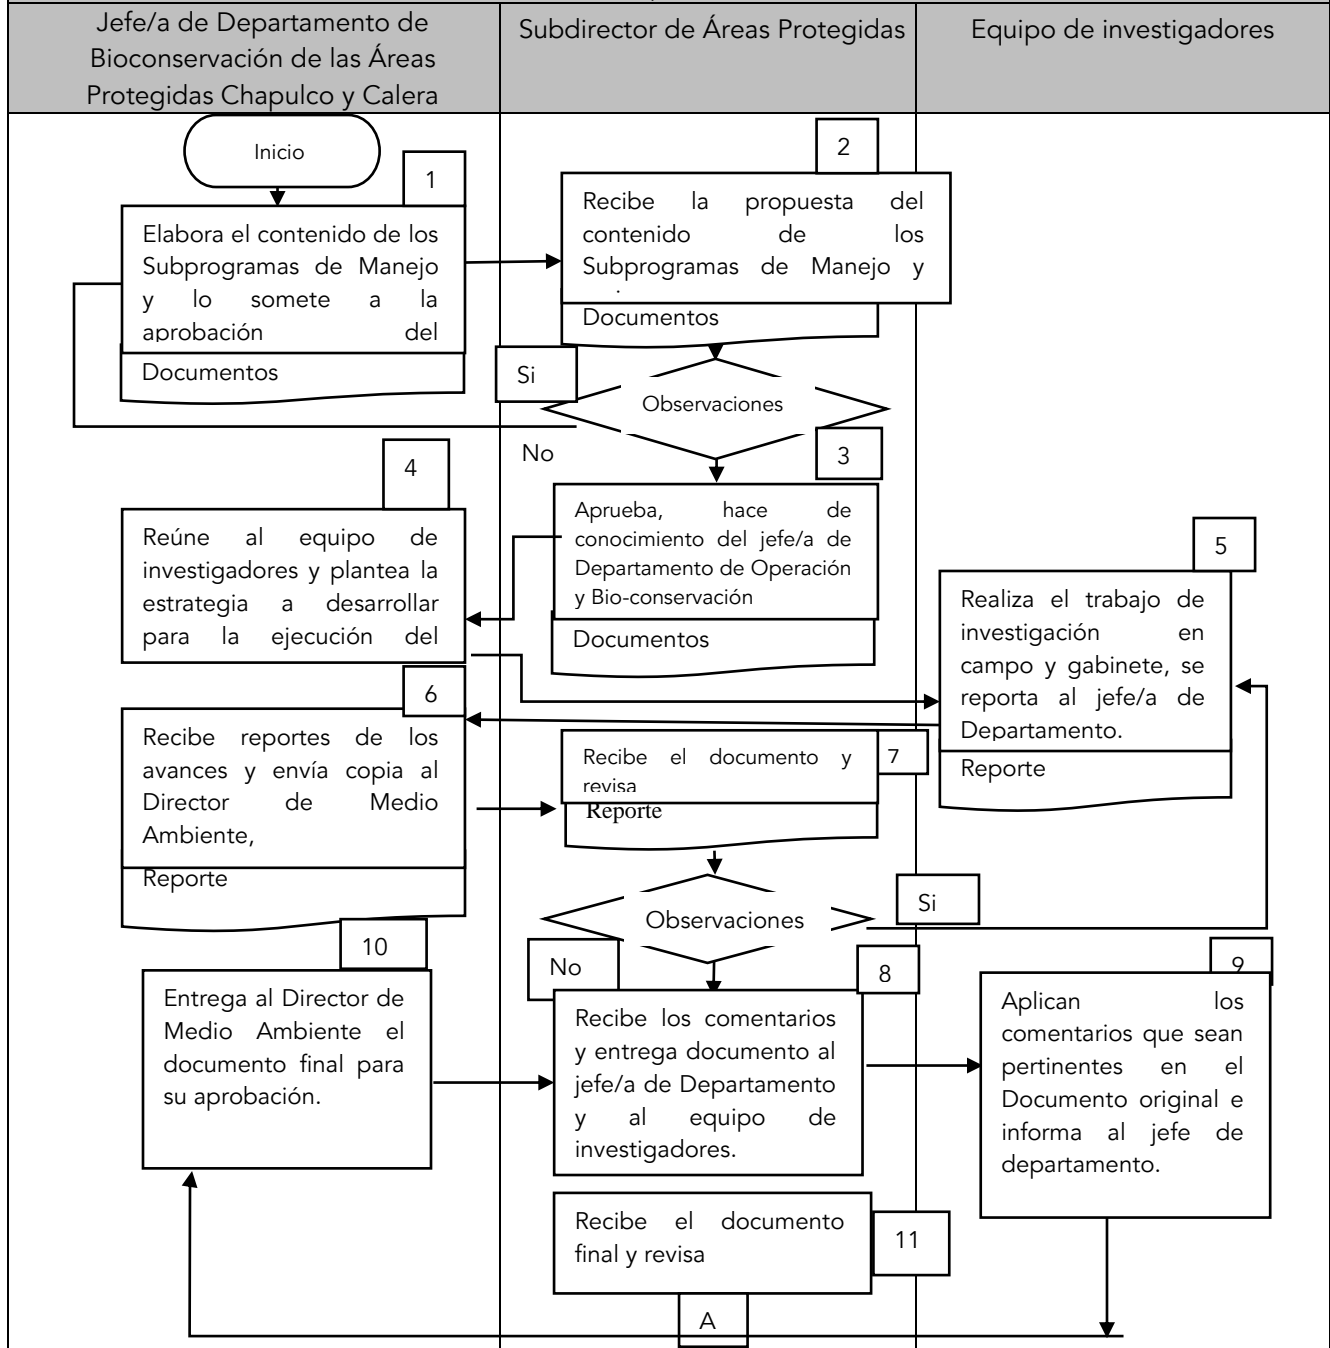 Jefe/a de Departamento de
Bioconservación de las Áreas
Protegidas Chapulco y Calera
Subdirector de Áreas Protegidas
Equipo de investigadores
Inicio
1
Elabora el contenido de los
Subprogramas de Manejo
y lo somete a la
aprobación del
Documentos
2
Recibe la propuesta del
contenido de los
Subprogramas de Manejo y
Documentos
Si
Observaciones
No
3
Aprueba, hace de
conocimiento del jefe/a de
Departamento de Operación
y Bio-conservación
Documentos
4
Reúne al equipo de
investigadores y plantea la
estrategia a desarrollar
para la ejecución del
5
Realiza el trabajo de
investigación en
campo y gabinete, se
reporta al jefe/a de
Departamento.
Reporte
6
Recibe reportes de los
avances y envía copia al
Director de Medio
Ambiente,
Reporte
7
Recibe el documento y
revisa
Reporte
Observaciones
Si
No
8
Recibe los comentarios
y entrega documento al
jefe/a de Departamento
y al equipo de
investigadores.
9
Aplican los
comentarios que sean
pertinentes en el
Documento original e
informa al jefe de
departamento.
10
Entrega al Director de
Medio Ambiente el
documento final para
su aprobación.
Recibe el documento
final y revisa
11
A